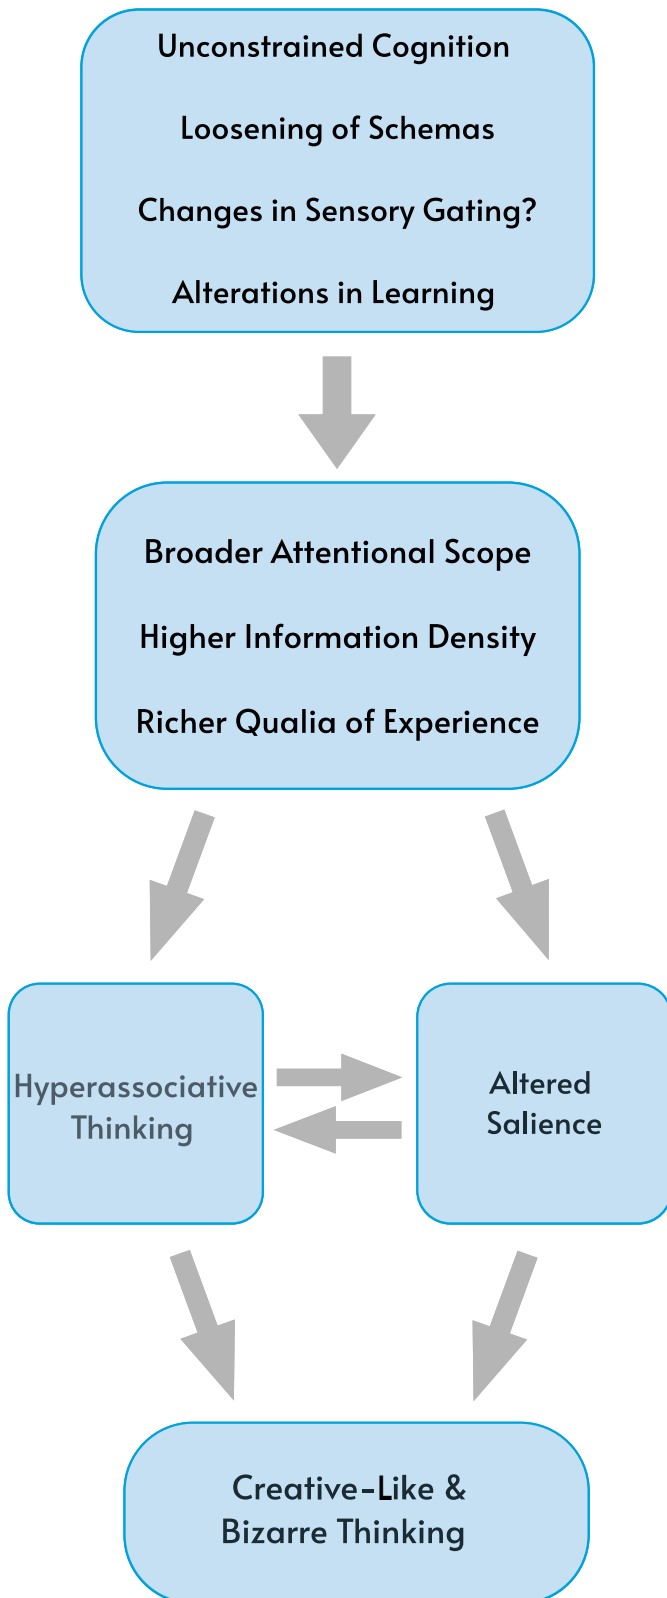 Unconstrained Cognition
Loosening of Schemas
Changes in Sensory Gating?
Alterations in Learning
Broader Attentional Scope
Higher Information Density
Richer Qualia of Experience
Hyperassociative
Thinking
Altered
Salience
Creative-Like &
Bizarre Thinking